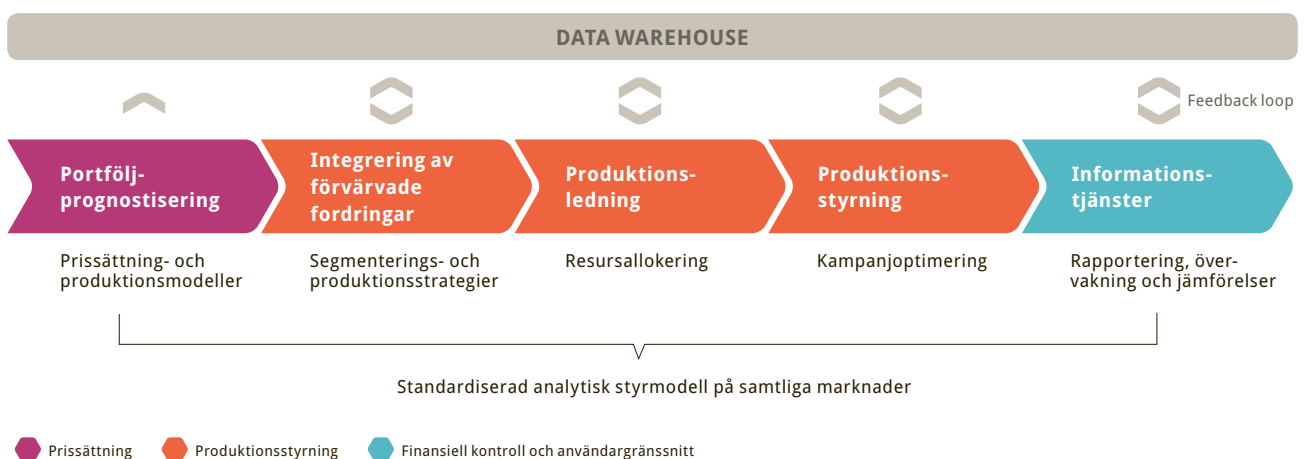 DATA WAREHOUSE
Feedback loop
Portfölj-
prognostisering
Integrering av
förvärvade
fordringar
Produktions-
ledning
Produktions-
styrning
Informations-
tjänster
Prissättning- och
produktionsmodeller
Segmenterings- och
produktionsstrategier
Resursallokering
Kampanjoptimering
Rapportering, över-
vakning och jämförelser
Standardiserad analytisk styrmodell på samtliga marknader
Prissättning
Produktionsstyrning
Finansiell kontroll och användargränssnitt